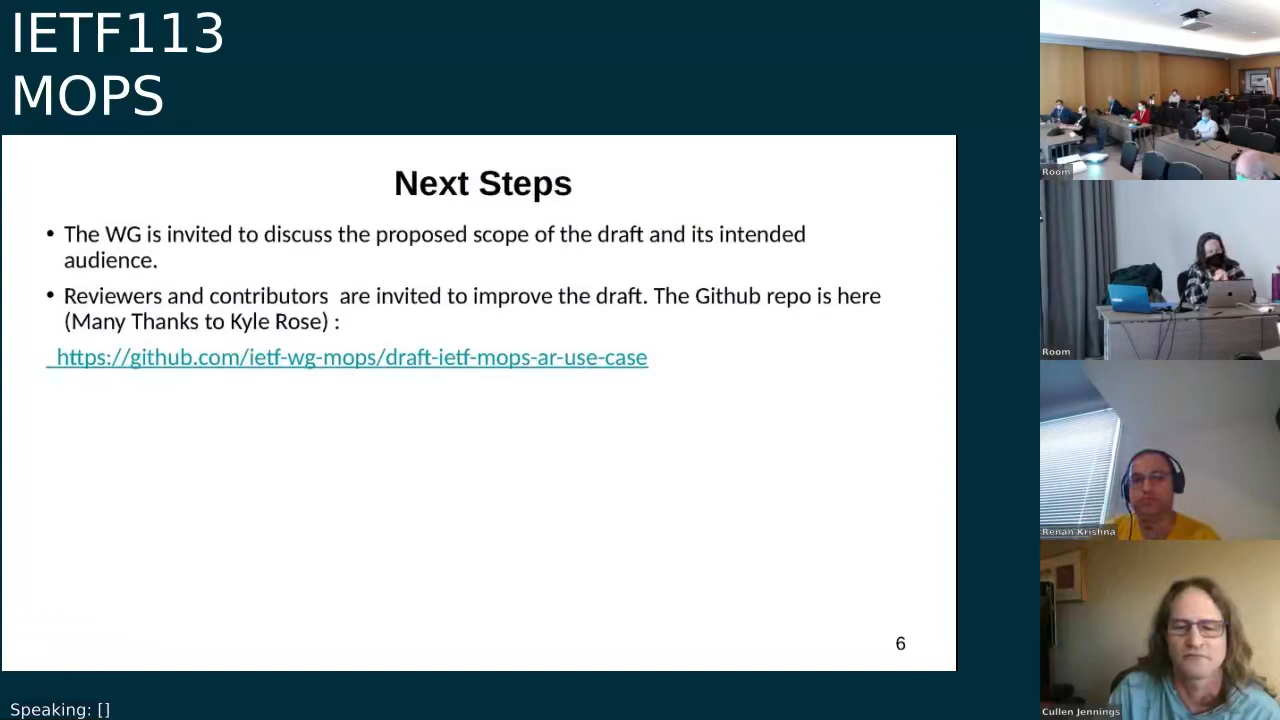 IETF113
MOPS
Next Steps
• The WG is invited to discuss the proposed scope of the draft and its intended
audience.
• Reviewers and contributors  are invited to improve the draft. The Github repo is here
(Many Thanks to Kyle Rose) :
https://github.com/ietf-wg-mops/draft-ietf-mops-ar-use-case
6
Speaking: []
Room
Room
Renan Krishna
Cullen Jennings